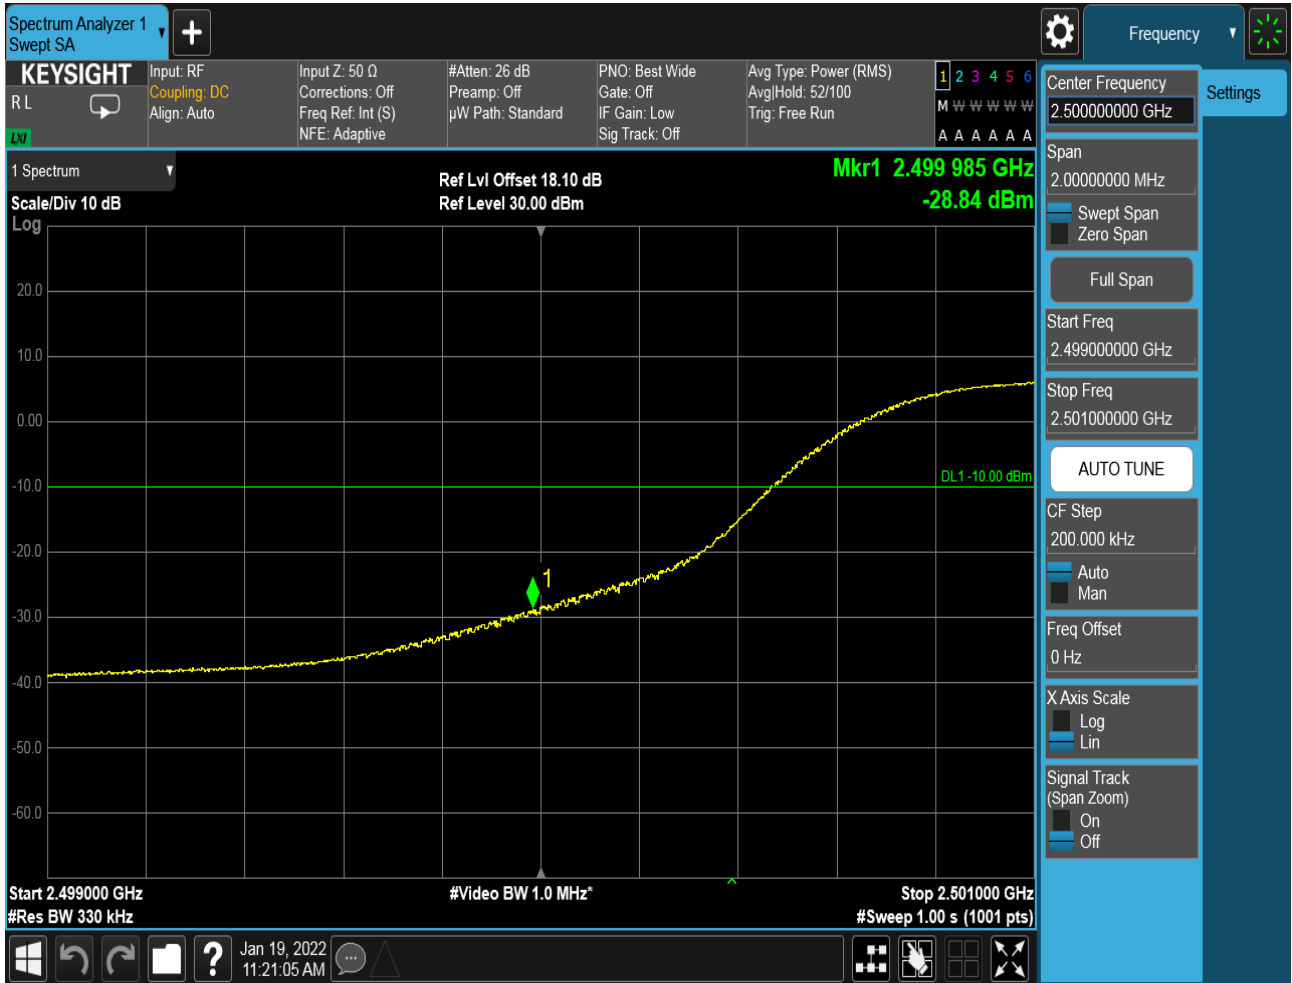 Spectrum Analyzer 1
Swept SA
Frequency
KEYSIGHT
R L
LXI
Input: RF
Coupling: DC
Align: Auto
Input Z: 50 Ω
Corrections: Off
Freq Ref: Int (S)
NFE: Adaptive
#Atten: 26 dB
Preamp: Off
µW Path: Standard
PNO: Best Wide
Gate: Off
IF Gain: Low
Sig Track: Off
Avg Type: Power (RMS)
Avg|Hold: 52/100
Trig: Free Run
1 2 3 4 5 6
M W W W W W
A A A A A A
1 Spectrum
Scale/Div 10 dB
Log
Ref Lvl Offset 18.10 dB
Ref Level 30.00 dBm
Mkr1 2.499 985 GHz
-28.84 dBm
20.0
10.0
0.00
-10.0
-20.0
-30.0
-40.0
-50.0
-60.0
DL1 -10.00 dBm
1
Start 2.499000 GHz
#Res BW 330 kHz
#Video BW 1.0 MHz*
Stop 2.501000 GHz
#Sweep 1.00 s (1001 pts)
Center Frequency
2.500000000 GHz
Settings
Span
2.00000000 MHz
Swept Span
Zero Span
Full Span
Start Freq
2.499000000 GHz
Stop Freq
2.501000000 GHz
AUTO TUNE
CF Step
200.000 kHz
Auto
Man
Freq Offset
0 Hz
X Axis Scale
Log
Lin
Signal Track
(Span Zoom)
On
Off
?
Jan 19, 2022
11:21:05 AM